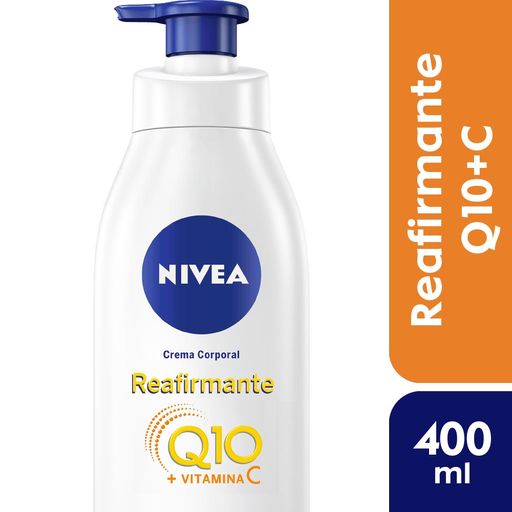 NIVEA
Crema Corporal
Reafirmante
Q10
+ VITAMINA C
Reafirmante
Q10+C
400
ml